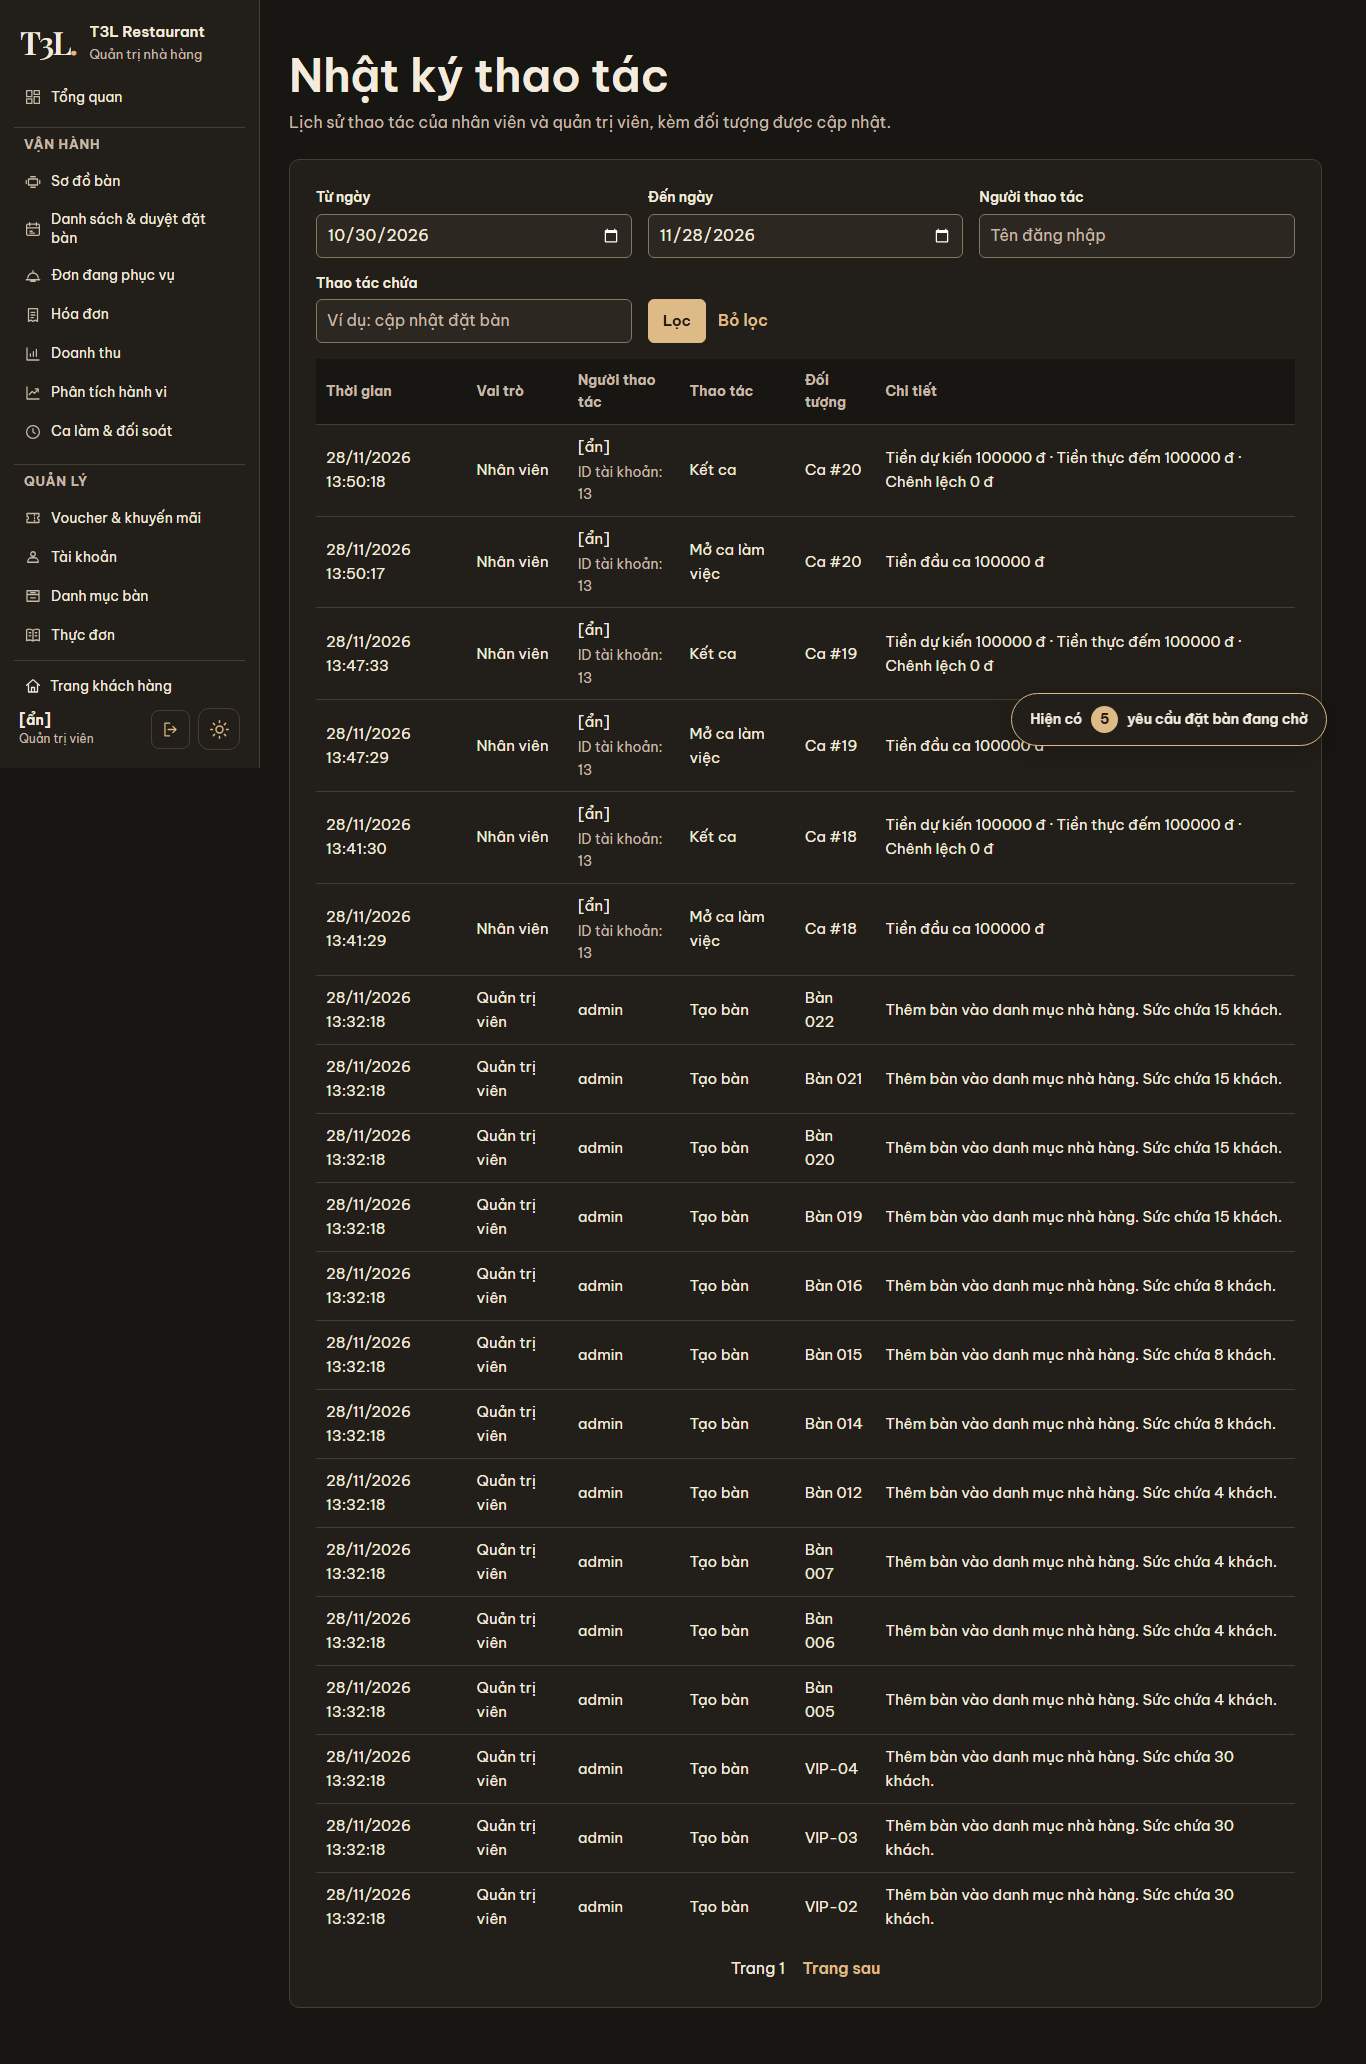 T3L.
T3L Restaurant
Quản trị nhà hàng
Tổng quan
VẬN HÀNH
Sơ đồ bàn
Danh sách & duyệt đặt
bàn
Đơn đang phục vụ
Hóa đơn
Doanh thu
Phân tích hành vi
Ca làm & đối soát
QUẢN LÝ
Voucher & khuyến mãi
Tài khoản
Danh mục bàn
Thực đơn
Trang khách hàng
[ẩn]
Quản trị viên
Nhật ký thao tác
Lịch sử thao tác của nhân viên và quản trị viên, kèm đối tượng được cập nhật.
Từ ngày
Đến ngày
Người thao tác
10/30/2026
11/28/2026
Tên đăng nhập
Thao tác chứa
Ví dụ: cập nhật đặt bàn
Lọc
Bỏ lọc
Thời gian
Vai trò
Người thao
tác
Thao tác
Đối
tượng
Chi tiết
28/11/2026
13:50:18
Nhân viên
[ẩn]
ID tài khoản:
13
Kết ca
Ca #20
Tiền dự kiến 100000 đ · Tiền thực đếm 100000 đ ·
Chênh lệch 0 đ
28/11/2026
13:50:17
Nhân viên
[ẩn]
ID tài khoản:
13
Mở ca làm
việc
Ca #20
Tiền đầu ca 100000 đ
28/11/2026
13:47:33
Nhân viên
[ẩn]
ID tài khoản:
13
Kết ca
Ca #19
Tiền dự kiến 100000 đ · Tiền thực đếm 100000 đ ·
Chênh lệch 0 đ
28/11/2026
13:47:29
Nhân viên
[ẩn]
ID tài khoản:
13
Mở ca làm
việc
Ca #19
Tiền đầu ca 100000 đ
Hiện có 5 yêu cầu đặt bàn đang chờ
28/11/2026
13:41:30
Nhân viên
[ẩn]
ID tài khoản:
13
Kết ca
Ca #18
Tiền dự kiến 100000 đ · Tiền thực đếm 100000 đ ·
Chênh lệch 0 đ
28/11/2026
13:41:29
Nhân viên
[ẩn]
ID tài khoản:
13
Mở ca làm
việc
Ca #18
Tiền đầu ca 100000 đ
28/11/2026
13:32:18
Quản trị
viên
admin
Tạo bàn
Bàn
022
Thêm bàn vào danh mục nhà hàng. Sức chứa 15 khách.
28/11/2026
13:32:18
Quản trị
viên
admin
Tạo bàn
Bàn 021
Thêm bàn vào danh mục nhà hàng. Sức chứa 15 khách.
28/11/2026
13:32:18
Quản trị
viên
admin
Tạo bàn
Bàn
020
Thêm bàn vào danh mục nhà hàng. Sức chứa 15 khách.
28/11/2026
13:32:18
Quản trị
viên
admin
Tạo bàn
Bàn 019
Thêm bàn vào danh mục nhà hàng. Sức chứa 15 khách.
28/11/2026
13:32:18
Quản trị
viên
admin
Tạo bàn
Bàn 016
Thêm bàn vào danh mục nhà hàng. Sức chứa 8 khách.
28/11/2026
13:32:18
Quản trị
viên
admin
Tạo bàn
Bàn 015
Thêm bàn vào danh mục nhà hàng. Sức chứa 8 khách.
28/11/2026
13:32:18
Quản trị
viên
admin
Tạo bàn
Bàn 014
Thêm bàn vào danh mục nhà hàng. Sức chứa 8 khách.
28/11/2026
13:32:18
Quản trị
viên
admin
Tạo bàn
Bàn 012
Thêm bàn vào danh mục nhà hàng. Sức chứa 4 khách.
28/11/2026
13:32:18
Quản trị
viên
admin
Tạo bàn
Bàn
007
Thêm bàn vào danh mục nhà hàng. Sức chứa 4 khách.
28/11/2026
13:32:18
Quản trị
viên
admin
Tạo bàn
Bàn
006
Thêm bàn vào danh mục nhà hàng. Sức chứa 4 khách.
28/11/2026
13:32:18
Quản trị
viên
admin
Tạo bàn
Bàn
005
Thêm bàn vào danh mục nhà hàng. Sức chứa 4 khách.
28/11/2026
13:32:18
Quản trị
viên
admin
Tạo bàn
VIP-04
Thêm bàn vào danh mục nhà hàng. Sức chứa 30
khách.
28/11/2026
13:32:18
Quản trị
viên
admin
Tạo bàn
VIP-03
Thêm bàn vào danh mục nhà hàng. Sức chứa 30
khách.
28/11/2026
13:32:18
Quản trị
viên
admin
Tạo bàn
VIP-02
Thêm bàn vào danh mục nhà hàng. Sức chứa 30
khách.
Trang 1
Trang sau